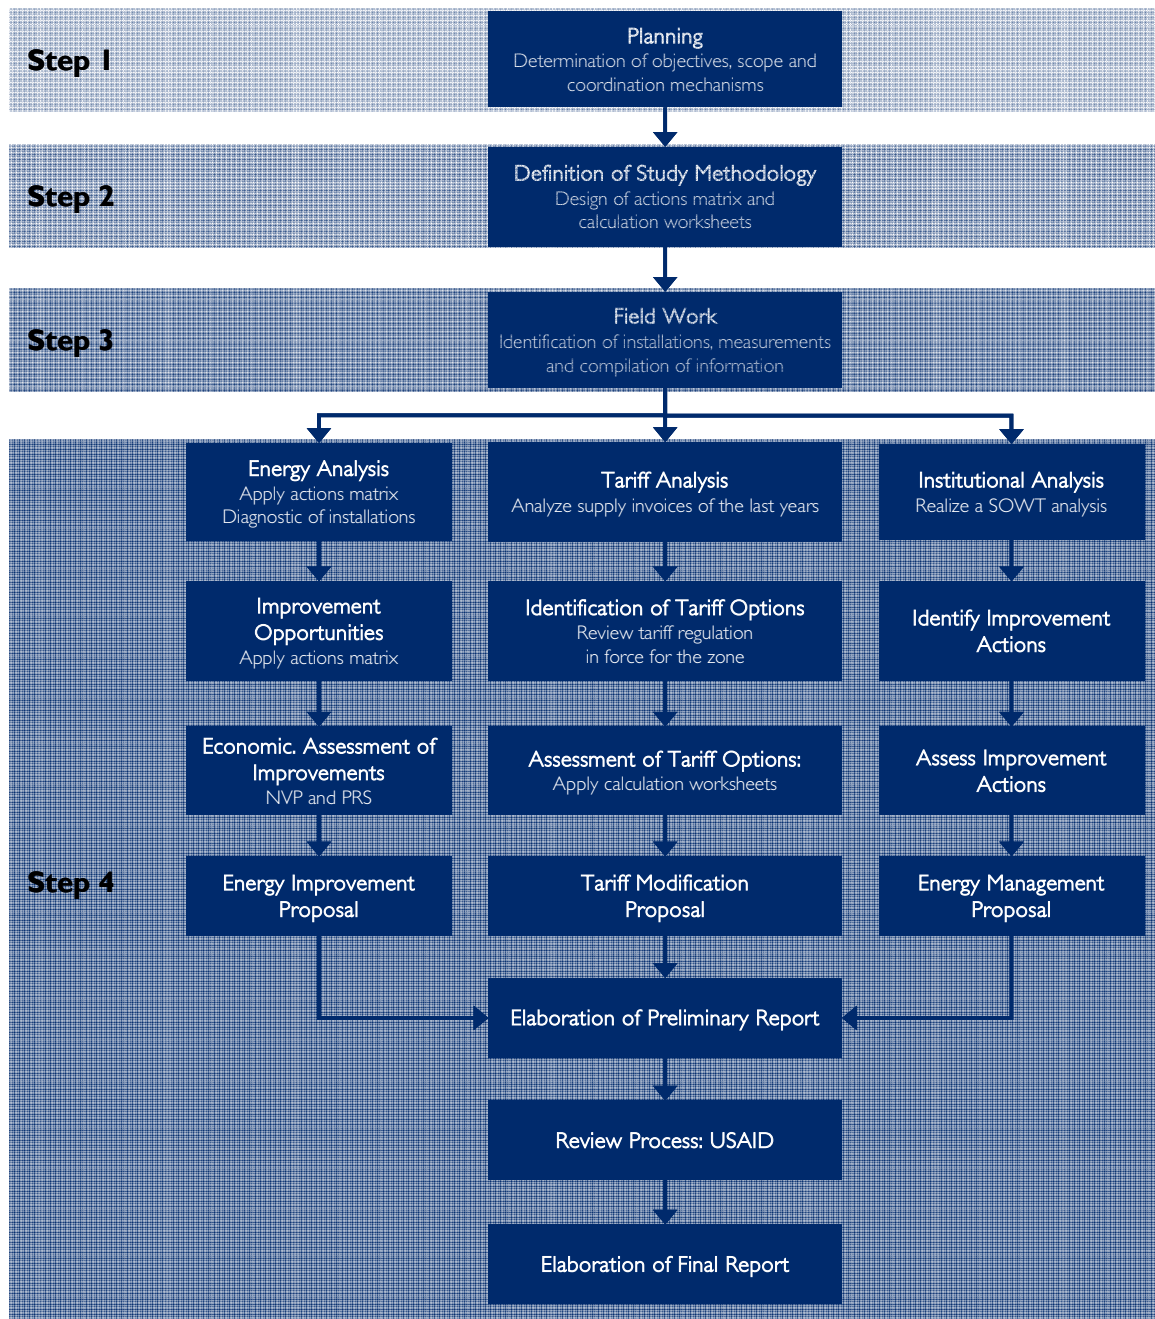 Step 1
Planning
Determination of objectives, scope and
coordination mechanisms
Step 2
Definition of Study Methodology
Design of actions matrix and
calculation worksheets
Step 3
Field Work
Identification of installations, measurements
and compilation of information
Step 4
Energy Analysis
Apply actions matrix
Diagnostic of installations
Improvement
Opportunities
Apply actions matrix
Economic. Assessment of
Improvements
NVP and PRS
Energy Improvement
Proposal
Tariff Analysis
Analyze supply invoices of the last years
Identification of Tariff Options
Review tariff regulation
in force for the zone
Assessment of Tariff Options:
Apply calculation worksheets
Tariff Modification
Proposal
Institutional Analysis
Realize a SOWT analysis
Identify Improvement
Actions
Assess Improvement
Actions
Energy Management
Proposal
Elaboration of Preliminary Report
Review Process: USAID
Elaboration of Final Report